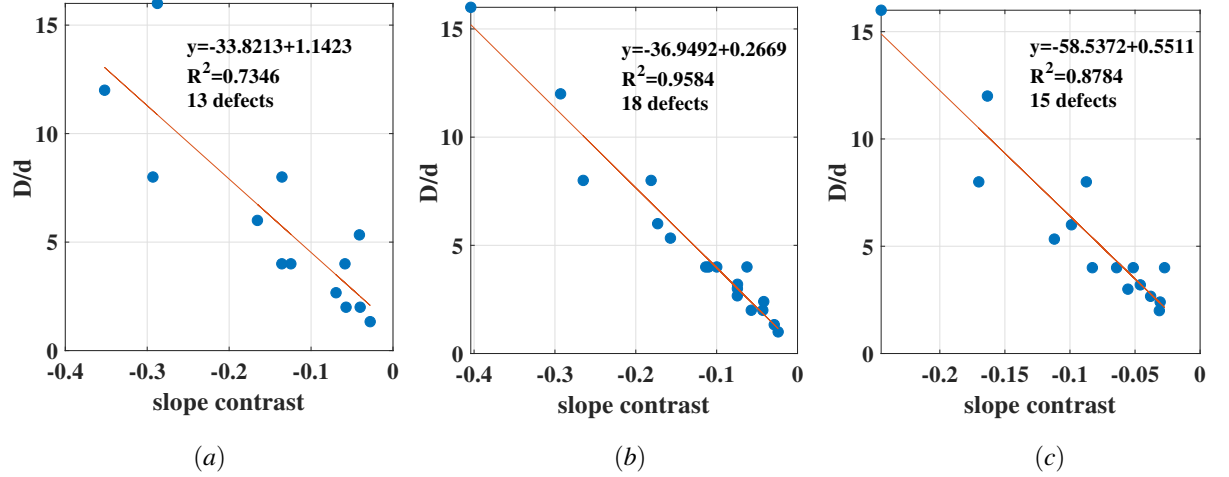 15
10
5
0
D/d
y=-33.8213+1.1423
R²=0.7346
13 defects
-0.4
-0.3
-0.2
-0.1
0
slope contrast
(a)
15
10
5
0
D/d
y=-36.9492+0.2669
R²=0.9584
18 defects
-0.4
-0.3
-0.2
-0.1
0
slope contrast
(b)
15
10
5
0
D/d
y=-58.5372+0.5511
R²=0.8784
15 defects
-0.2
-0.15
-0.1
-0.05
0
slope contrast
(c)